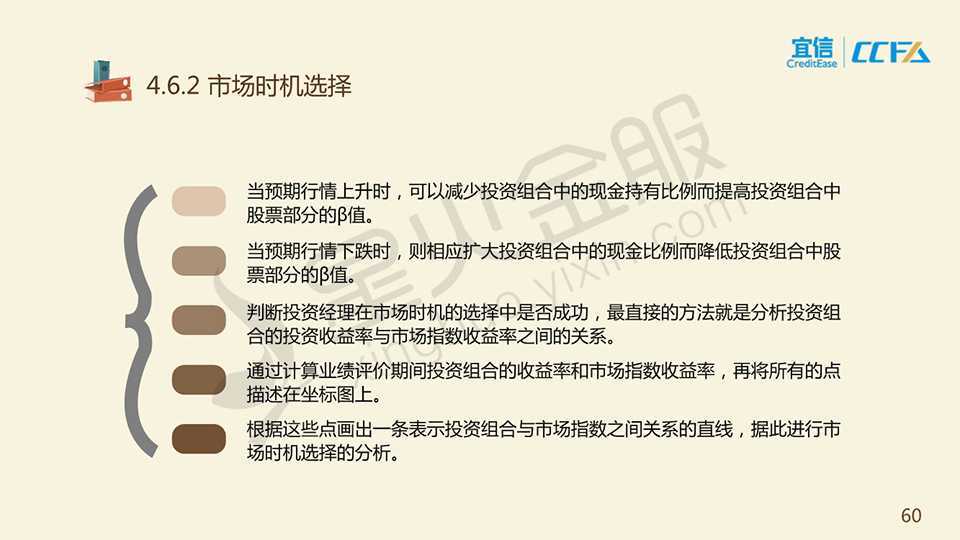 宜信
CreditEase
CCFA
4.6.2 市场时机选择
当预期行情上升时，可以减少投资组合中的现金持有比例而提高投资组合中
股票部分的β值。
当预期行情下跌时，则相应扩大投资组合中的现金比例而降低投资组合中股
票部分的β值。
判断投资经理在市场时机的选择中是否成功，最直接的方法就是分析投资组
合的投资收益率与市场指数收益率之间的关系。
通过计算业绩评价期间投资组合的收益率和市场指数收益率，再将所有的点
描述在坐标图上。
根据这些点画出一条表示投资组合与市场指数之间关系的直线，据此进行市
场时机选择的分析。
星火金服
60